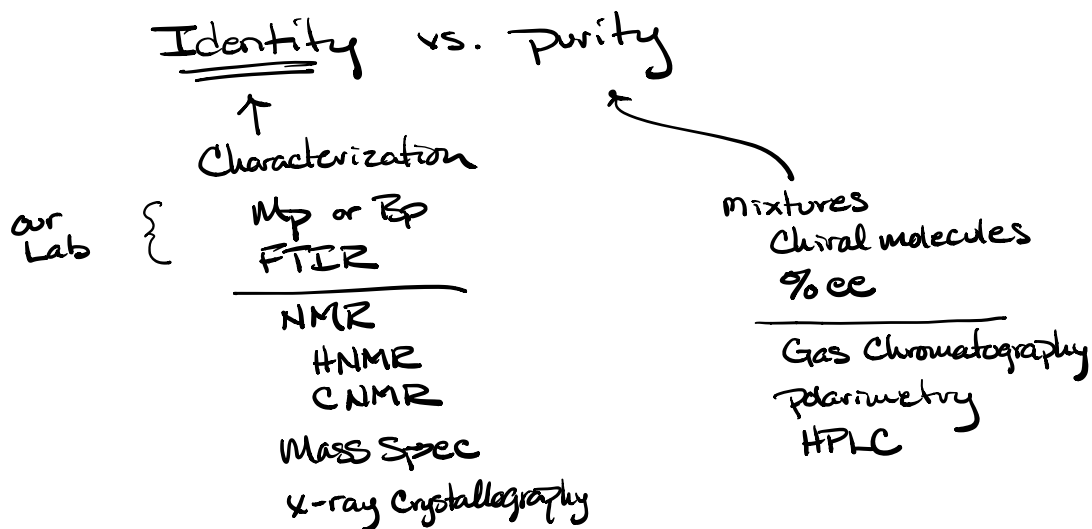 Identity vs. Purity
Characterization
our
Lab
Mp or Bp
FTIR
NMR
HNMR
CNMR
Mass Spec
X-ray Crystallography
Mixtures
Chiral molecules
% ee
Gas Chromatography
Polarimetry
HPLC